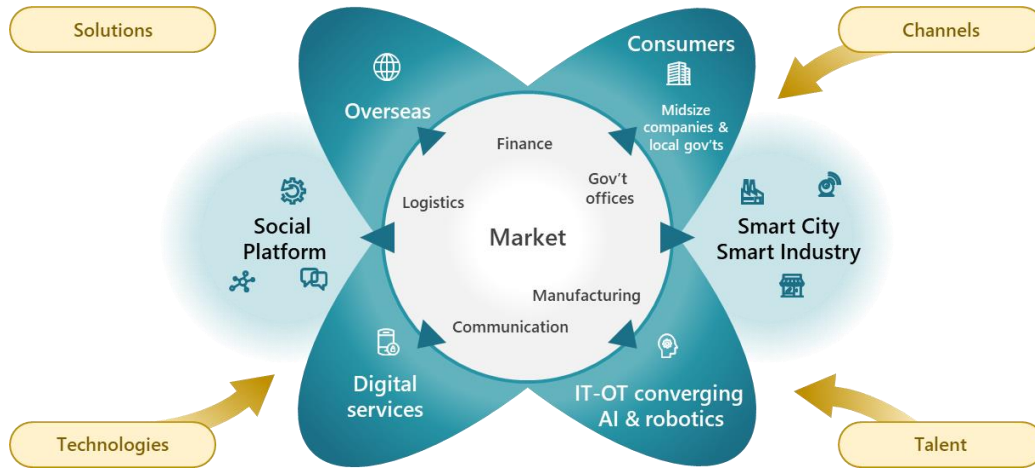 Solutions
Channels
Consumers
Overseas
Midsize
companies &
local gov'ts
Finance
Gov't
offices
Logistics
Social
Platform
Market
Smart City
Smart Industry
Manufacturing
Communication
Digital
services
IT-OT converging
AI & robotics
Technologies
Talent